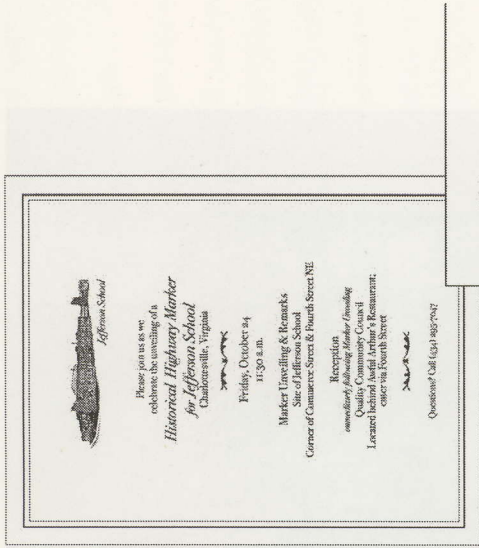 Jefferson School
Please join us as we
celebrate the unveiling of a
Historical Highway Marker
for Jefferson School
Charlottesville, Virginia
Friday, October 24
11:30 a.m.
Marker Unveiling & Remarks
Site of Jefferson School
Corner of Commerce Street & Fourth Street NE
Reception
immediately following Marker Unveiling
Quality Community Council
Located behind Awful Arthur's Restaurant;
enter via Fourth Street
Questions? Call (434)